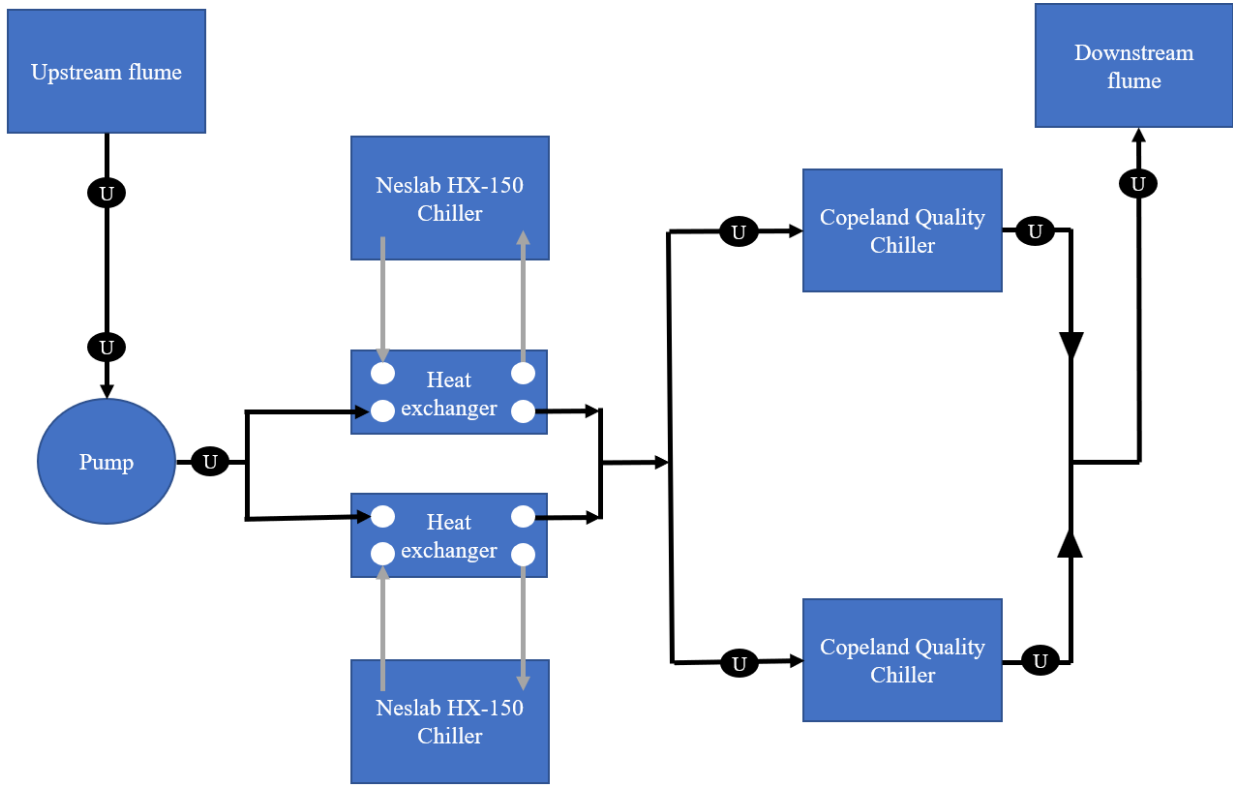 Upstream flume
Downstream
flume
U
U
Neslab HX-150
Chiller
U
Copeland Quality
Chiller
U
U
Heat
exchanger
Pump
U
Heat
exchanger
U
Copeland Quality
Chiller
U
Neslab HX-150
Chiller